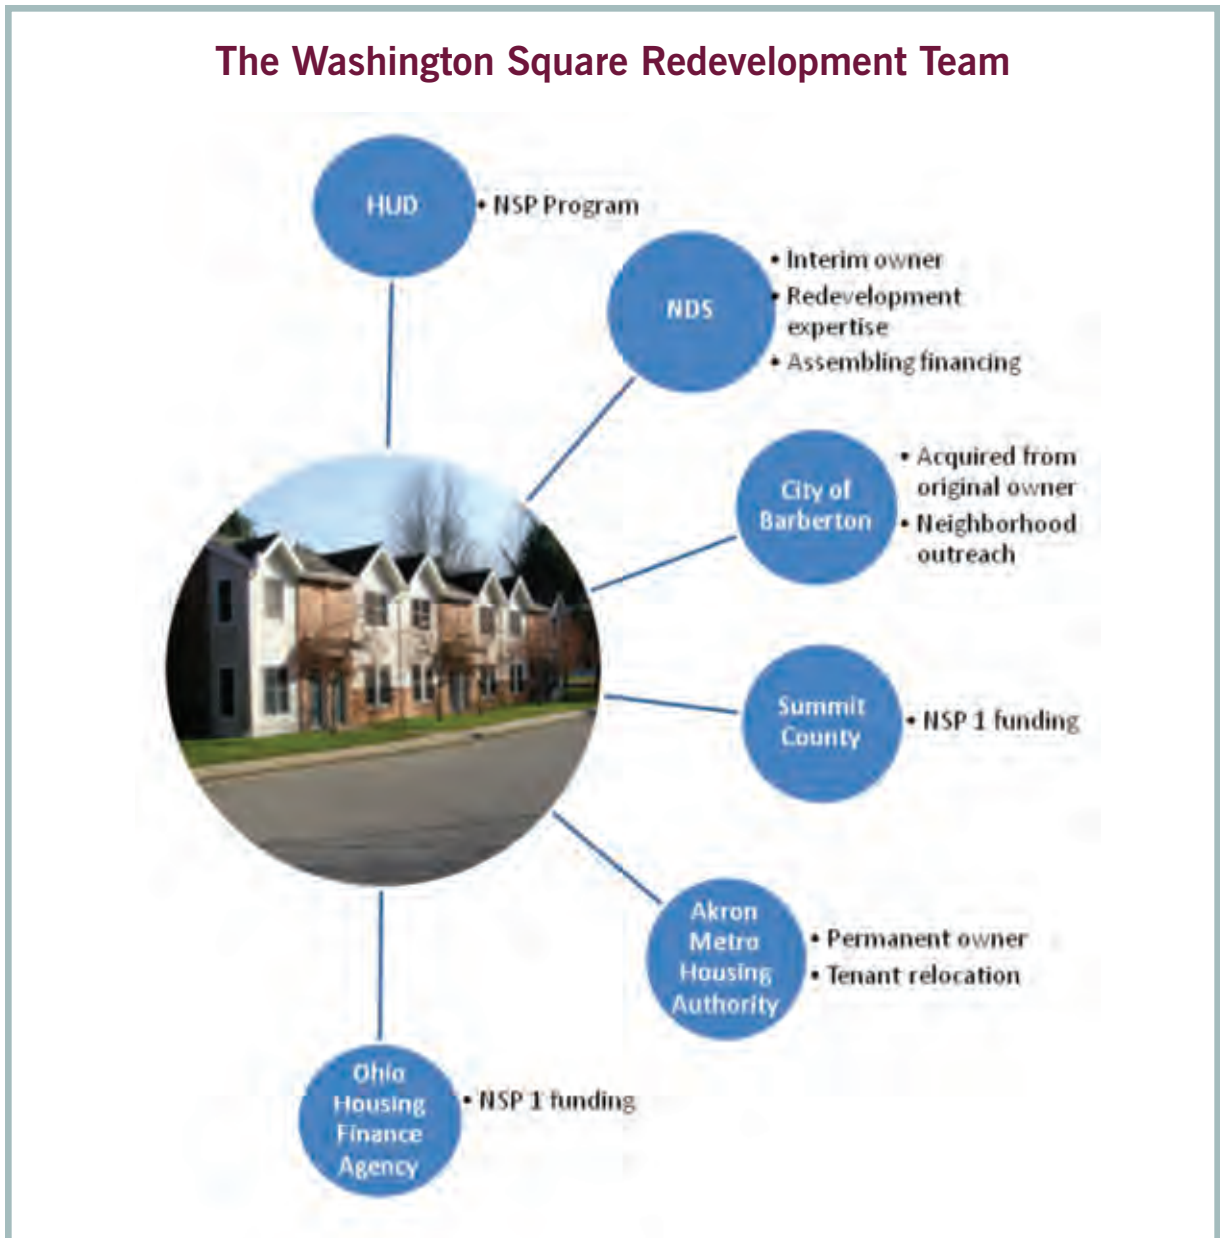 The Washington Square Redevelopment Team
HUD
• NSP Program
NDS
• Interim owner
• Redevelopment
expertise
• Assembling financing
City of
Barberton
• Acquired from
original owner
• Neighborhood
outreach
Summit
County
• NSP 1 funding
Akron
Metro
Housing
Authority
• Permanent owner
• Tenant relocation
Ohio
Housing
Finance
Agency
• NSP 1 funding